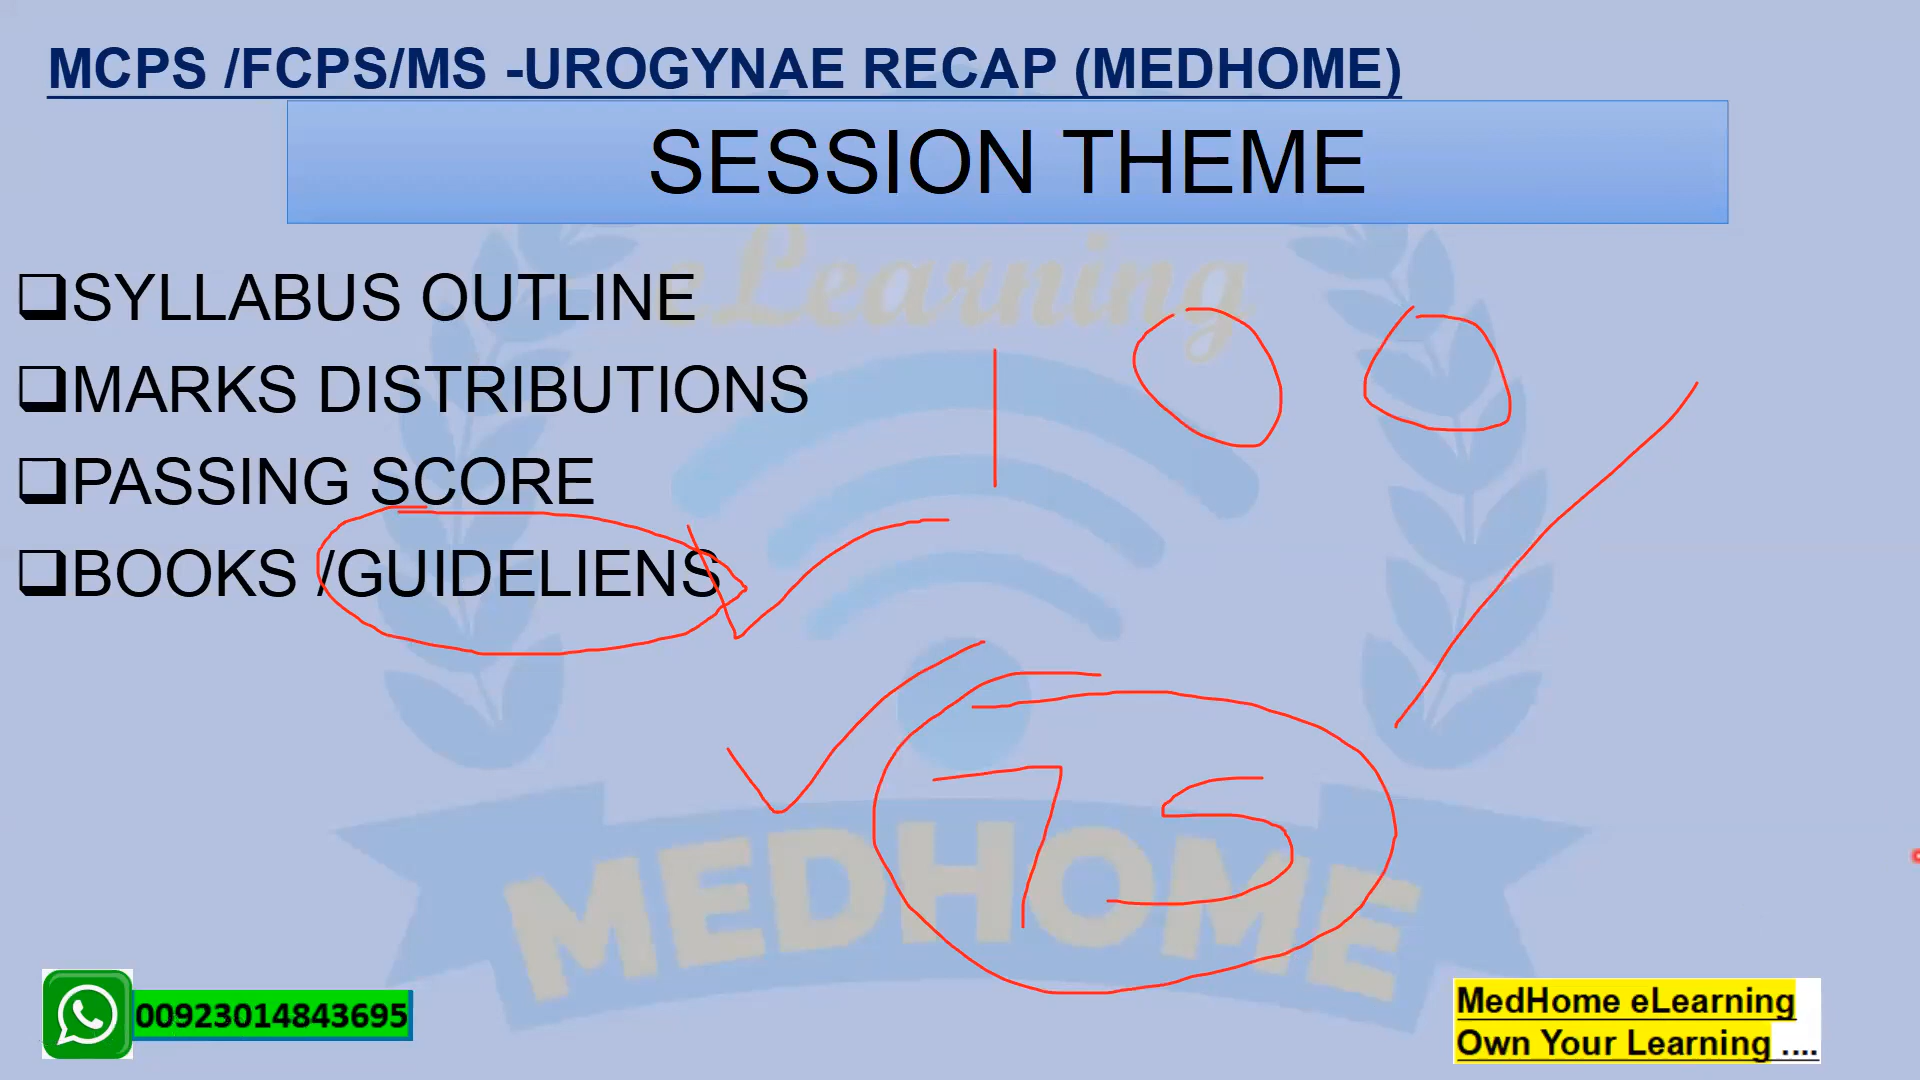 MCPS /FCPS/MS -UROGYNAE RECAP (MEDHOME)
SESSION THEME
eLearning
❑SYLLABUS OUTLINE
❑MARKS DISTRIBUTIONS
❑PASSING SCORE
❑BOOKS /GUIDELIENS
100
75
MEDHOME
00923014843695
MedHome eLearning
Own Your Learning ....